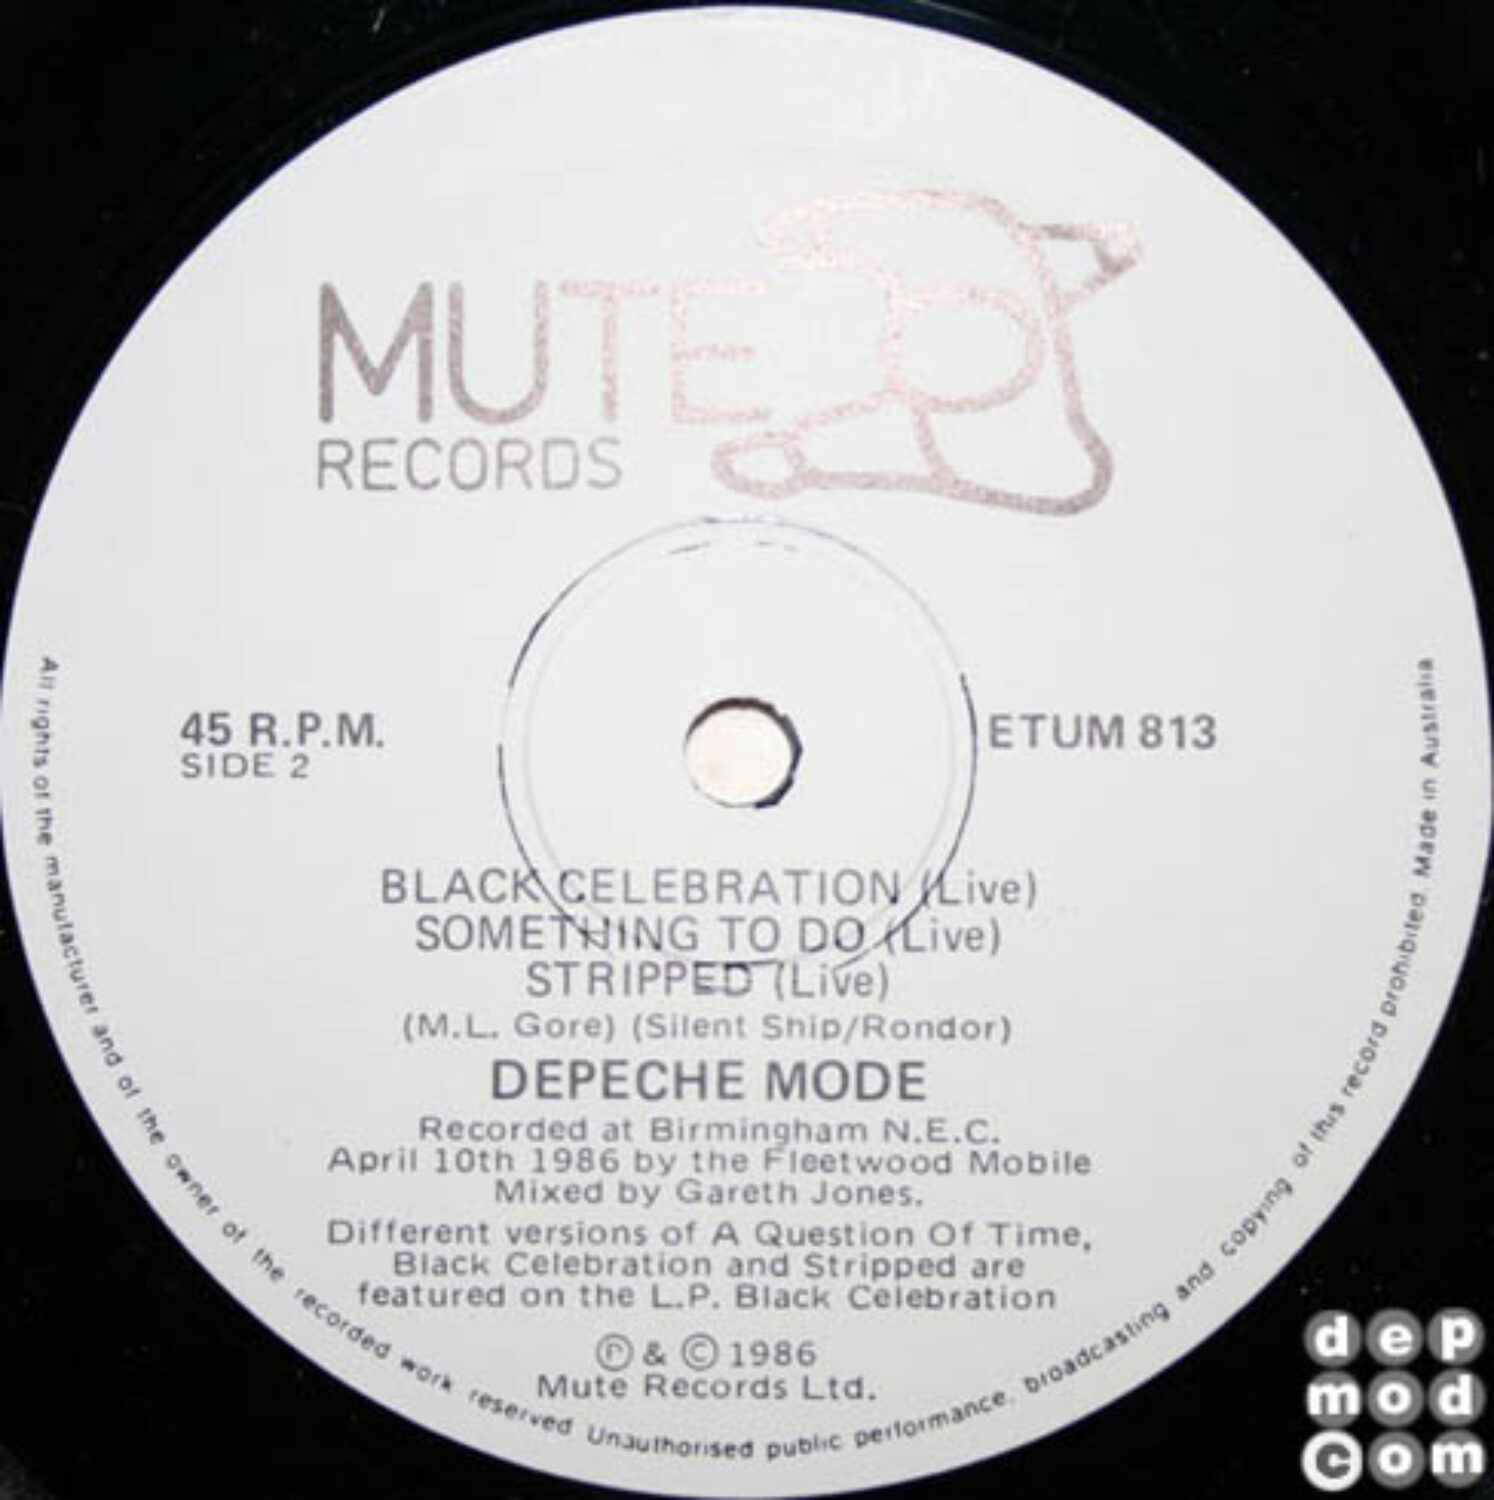 MUTE
RECORDS
45 R.P.M.
SIDE 2
ETUM 813
BLACK CELEBRATION (Live)
SOMETHING TO DO (Live)
STRIPPED (Live)
(M.L. Gore) (Silent Ship/Rondor)
DEPECHE MODE
Recorded at Birmingham N.E.C.
April 10th 1986 by the Fleetwood Mobile
Mixed by Gareth Jones.
Different versions of A Question Of Time,
Black Celebration and Stripped are
featured on the L.P. Black Celebration
Ⓟ & © 1986
Mute Records Ltd.
All rights of the manufacturer and of the owner of the recorded work reserved Unauthorised public performance, broadcasting and copying of this record prohibited Made in Australia
dep
mod
com